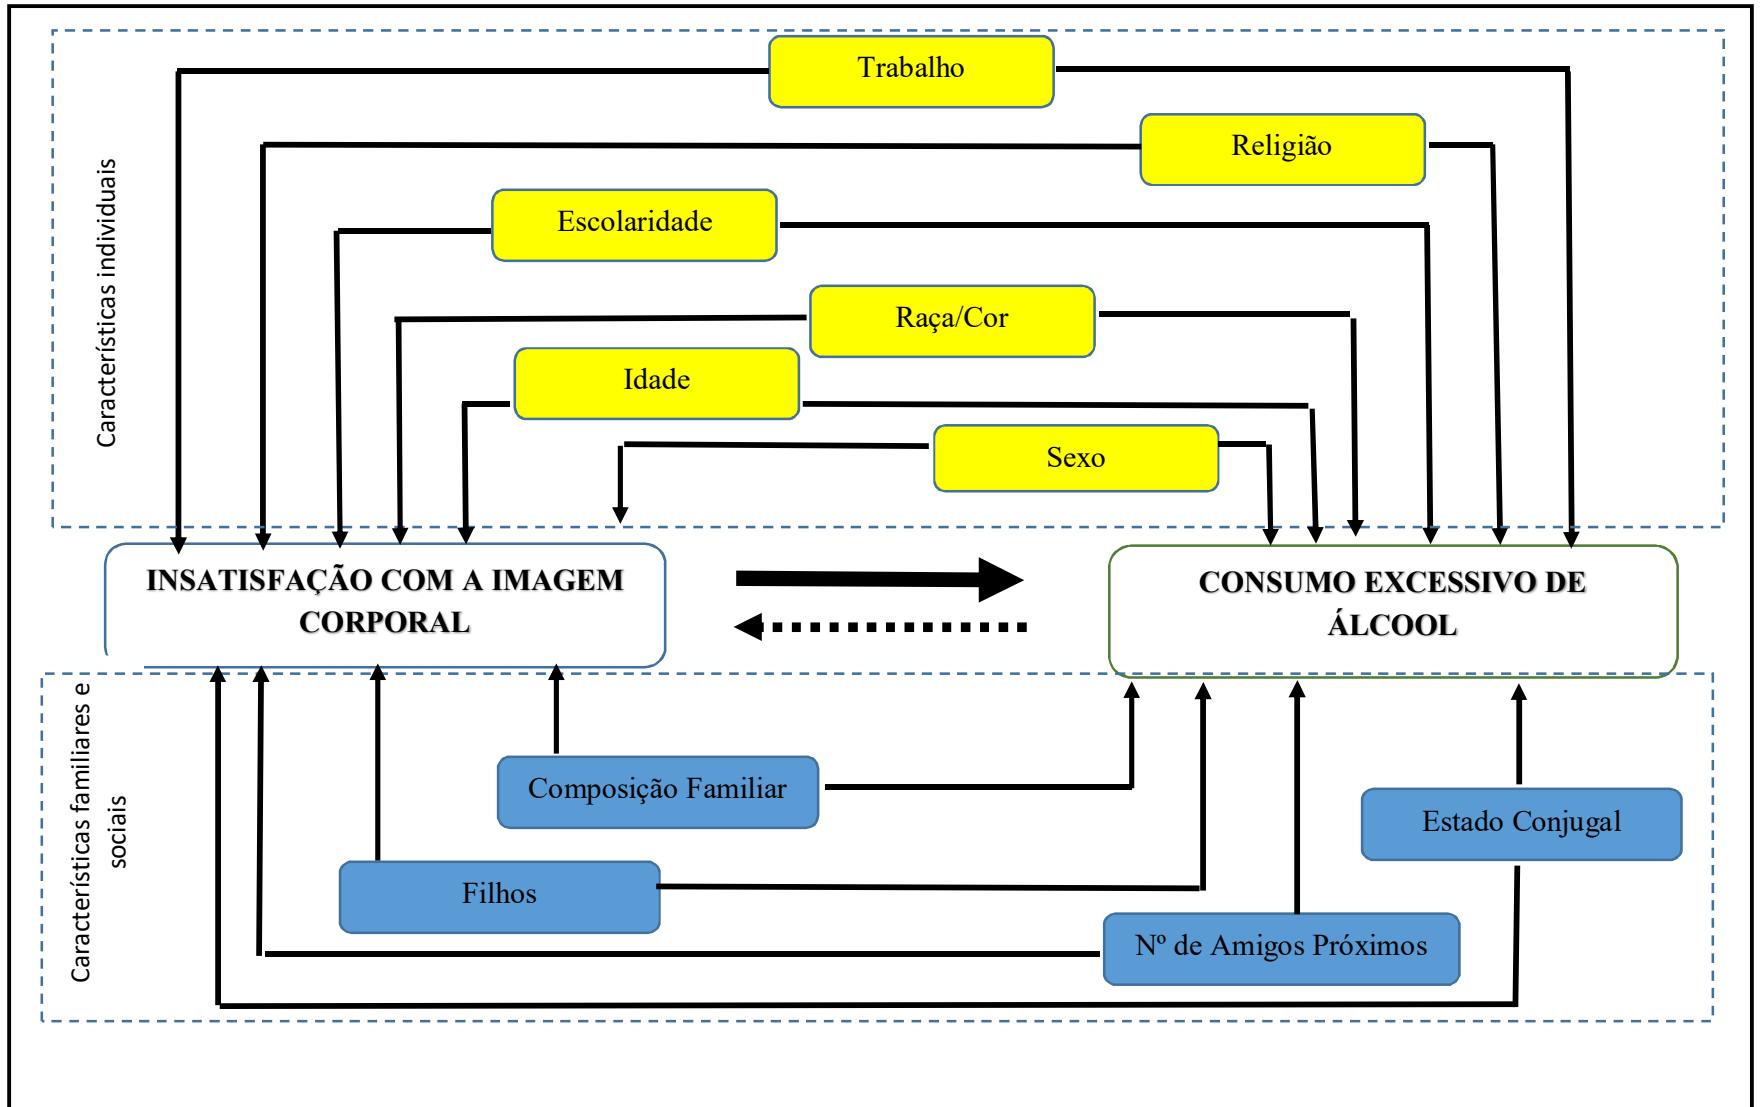 Trabalho
Religião
Escolaridade
Raça/Cor
Idade
Sexo
Características individuais
INSATISFAÇÃO COM A IMAGEM
CORPORAL
CONSUMO EXCESSIVO DE
ÁLCOOL
Características familiares e
sociais
Composição Familiar
Estado Conjugal
Filhos
Nº de Amigos Próximos